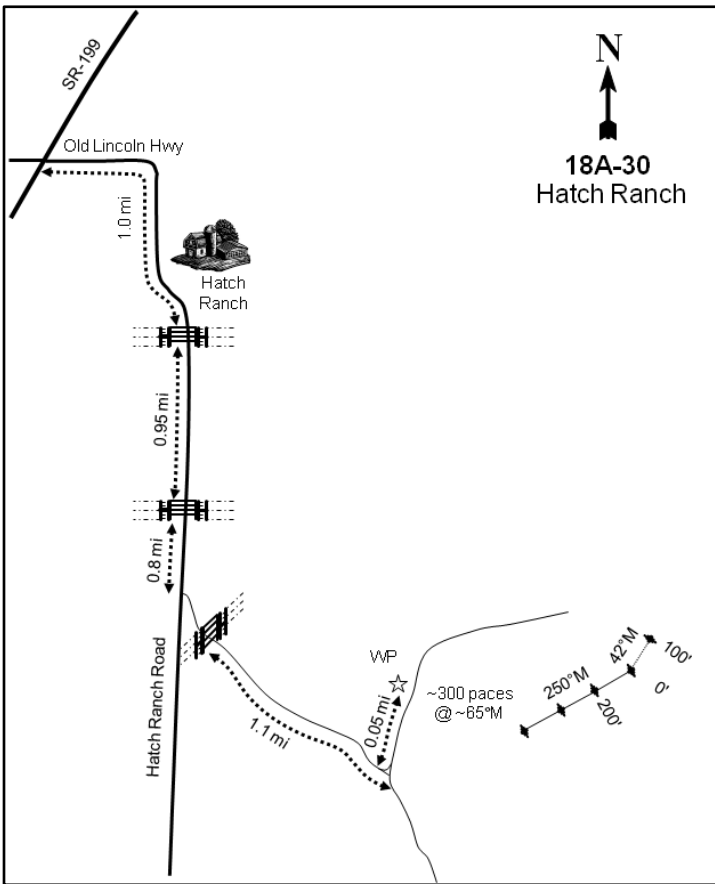 SR-199
N
Old Lincoln Hwy
18A-30
Hatch Ranch
1.0 mi
Hatch
Ranch
0.95 mi
0.8 mi
Hatch Ranch Road
1.1 mi
WP
0.05 mi
~300 paces
@ ~65°M
250°M
42°M
100'
0'
200'